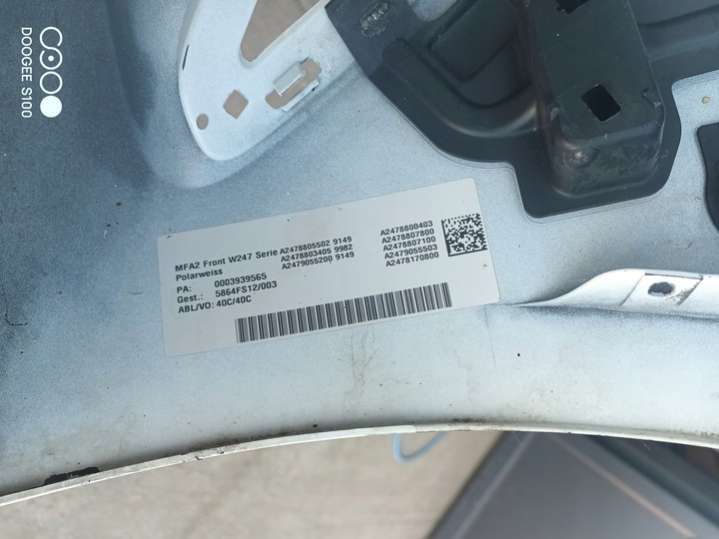 DOOGEE S100
MFA2 Front W247 Serie A2478805502 9149 A2478800403
Polarweiss A2478803405 9982 A2478807800
A2479055200 9149 A2478807100
PA: 0003939565 A2479055503
Gest.: 5864FS12/003 A2478170800
ABL/VO: 40C/40C